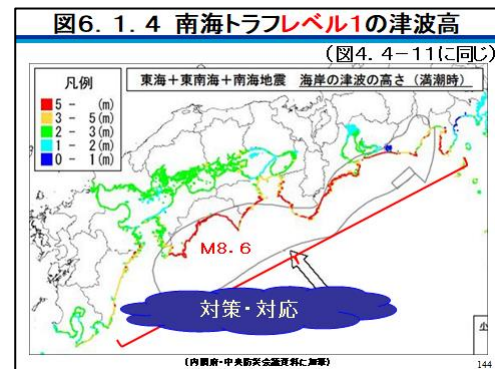 図6．1．4 南海トラフレベル1の津波高
（図4．4－11に同じ）
凡例
5 - (m)
3 - 5(m)
2 - 3(m)
1 - 2(m)
0 - 1(m)
東海＋東南海＋南海地震 海岸の津波の高さ（満潮時）
M8．6
対策・対応
小
（内閣府・中央防災会議資料に加筆）
144